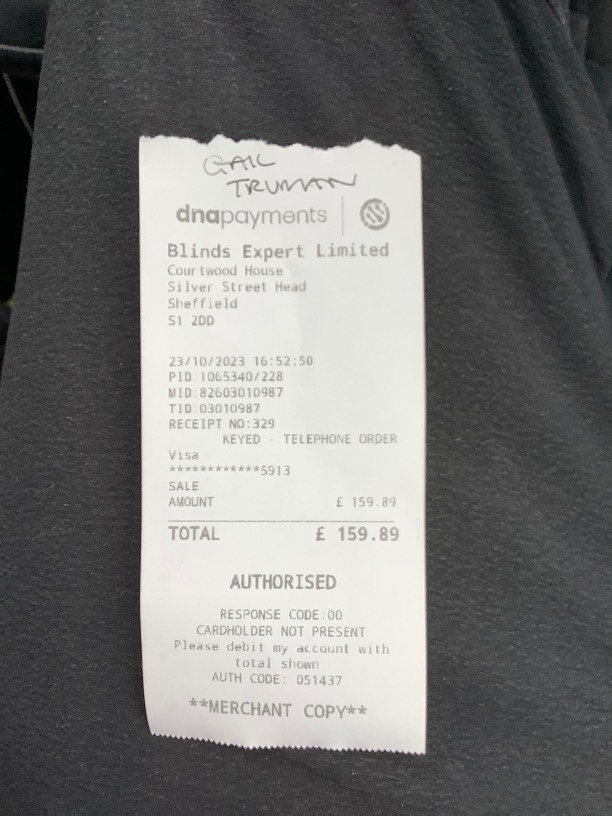 GAIL
TRUMAN
dnapayments
Blinds Expert Limited
Courtwood House
Silver Street Head
Sheffield
S1 2DD
23/10/2023 16:52:50
PID:1065340/228
MID:82603010987
TID:03010987
RECEIPT NO:329
KEYED - TELEPHONE ORDER
Visa
************5913
SALE
AMOUNT £ 159.89
TOTAL £ 159.89
AUTHORISED
RESPONSE CODE:00
CARDHOLDER NOT PRESENT
Please debit my account with
total shown
AUTH CODE: 051437
**MERCHANT COPY**